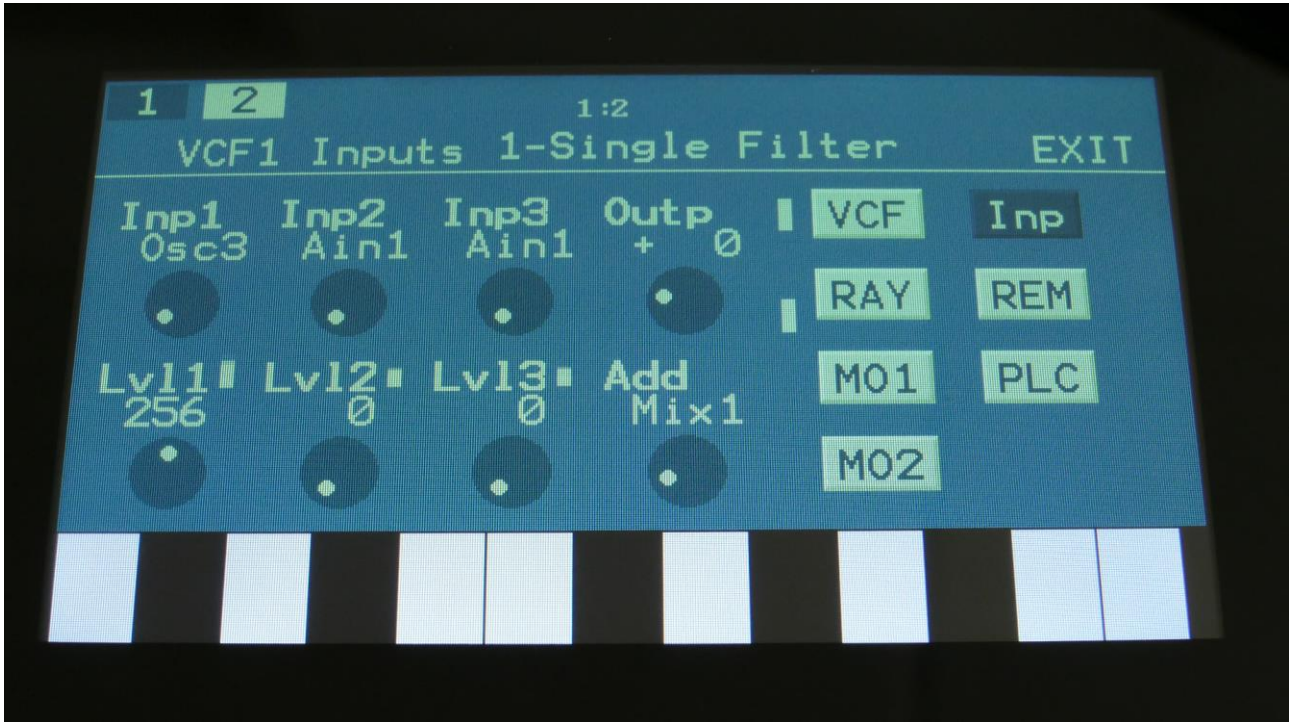 1 2 1:2
VCF1 Inputs 1-Single Filter EXIT
Inp1 Inp2 Inp3 Outp VCF Inp
Osc3 Ain1 Ain1 + 0
RAY REM
Lvl1 Lvl2 Lvl3 Add MO1 PLC
256 0 0 Mix1
MO2